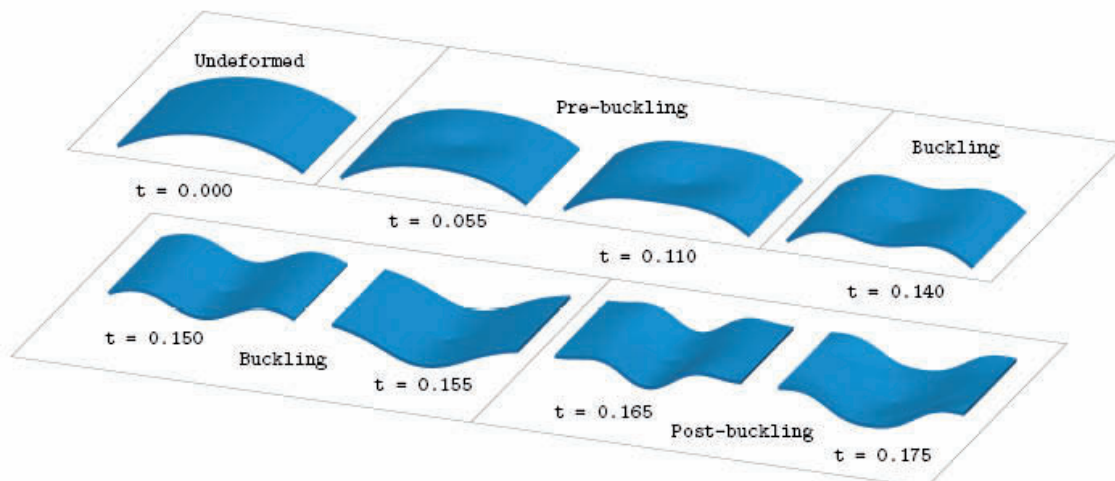 Undeformed
Pre-buckling
Buckling
t = 0.000
t = 0.055
t = 0.110
t = 0.140
t = 0.150
Buckling
t = 0.155
t = 0.165
Post-buckling
t = 0.175